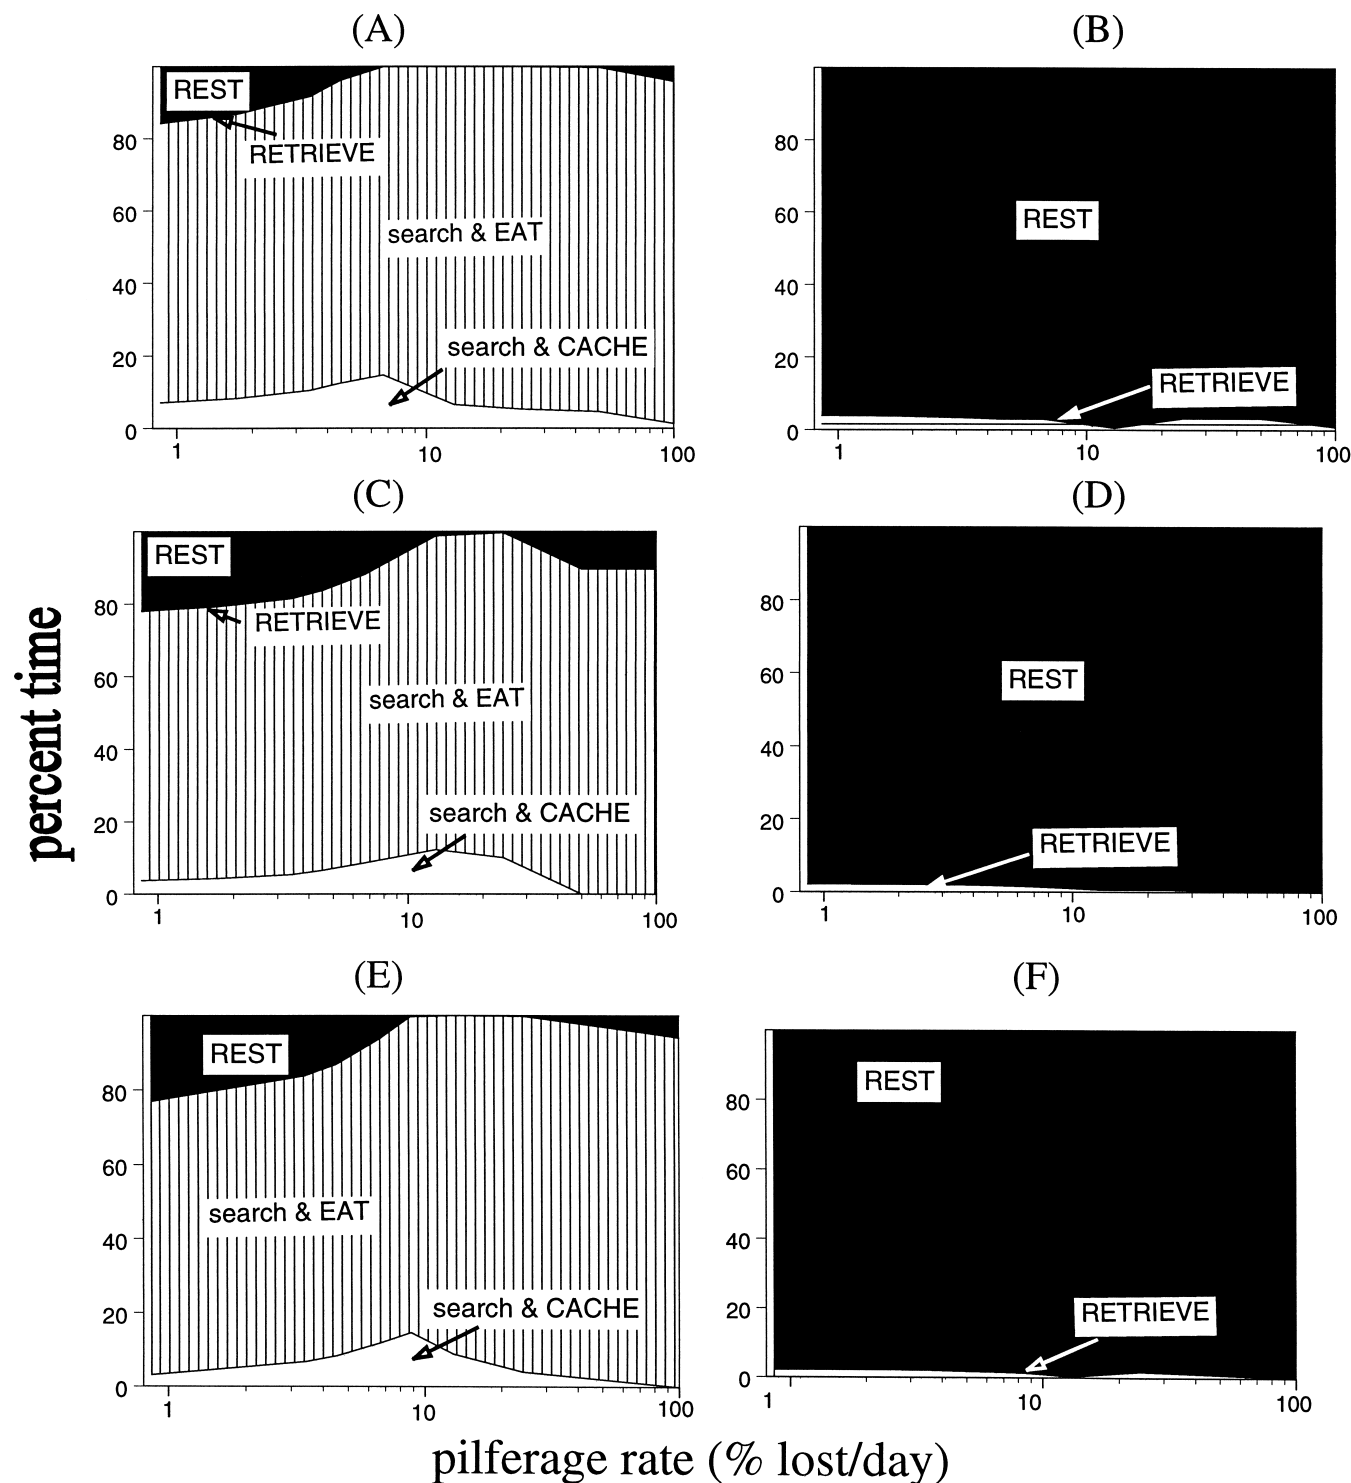 (A)
(B)
REST
RETRIEVE
search & EAT
search & CACHE
80
60
40
20
0
1
10
100
REST
RETRIEVE
80
60
40
20
0
1
10
100
(C)
(D)
REST
RETRIEVE
search & EAT
search & CACHE
80
60
40
20
0
1
10
100
REST
RETRIEVE
80
60
40
20
0
1
10
100
percent time
(E)
(F)
REST
search & EAT
search & CACHE
80
60
40
20
0
1
10
100
REST
RETRIEVE
80
60
40
20
0
1
10
100
pilferage rate (% lost/day)